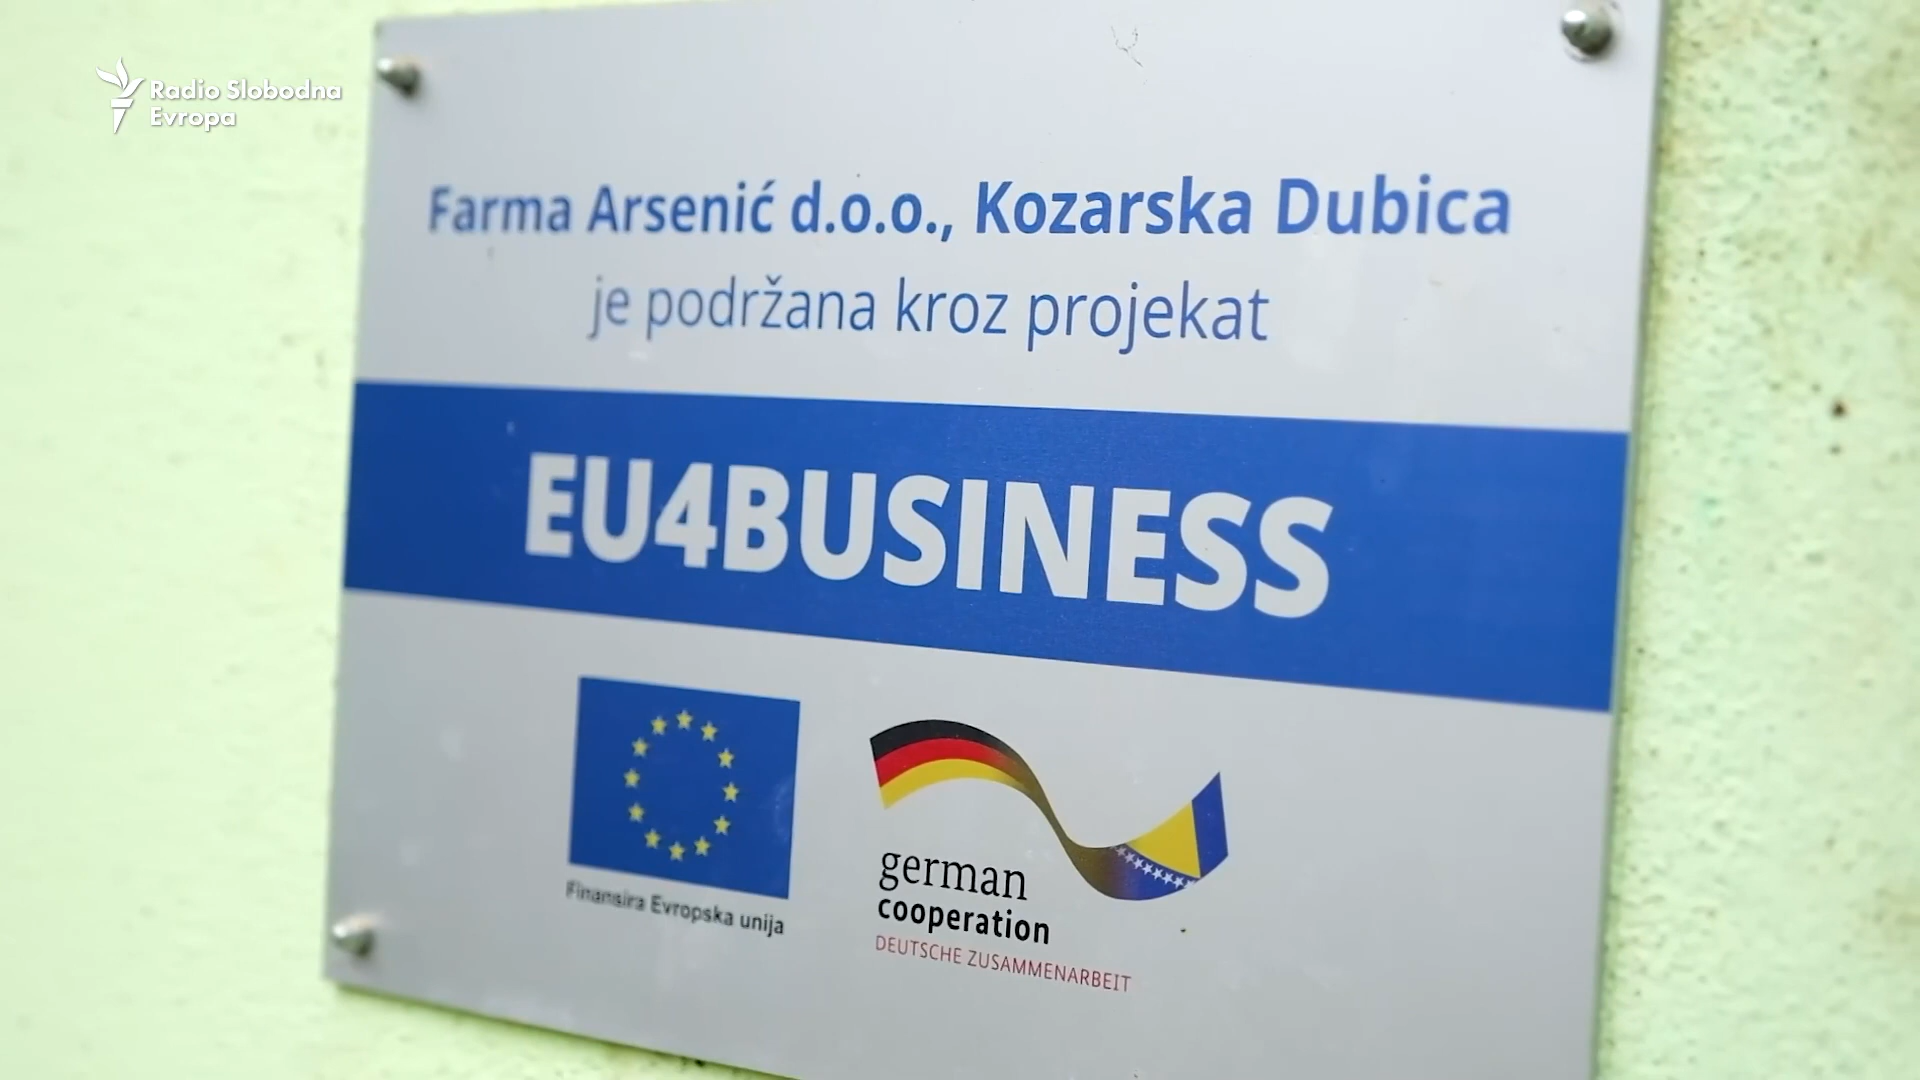 Radio Slobodna
Evropa
Farma Arsenić d.o.o., Kozarska Dubica
je podržana kroz projekat
EU4BUSINESS
Finansira Evropska unija
german
cooperation
DEUTSCHE ZUSAMMENARBEIT